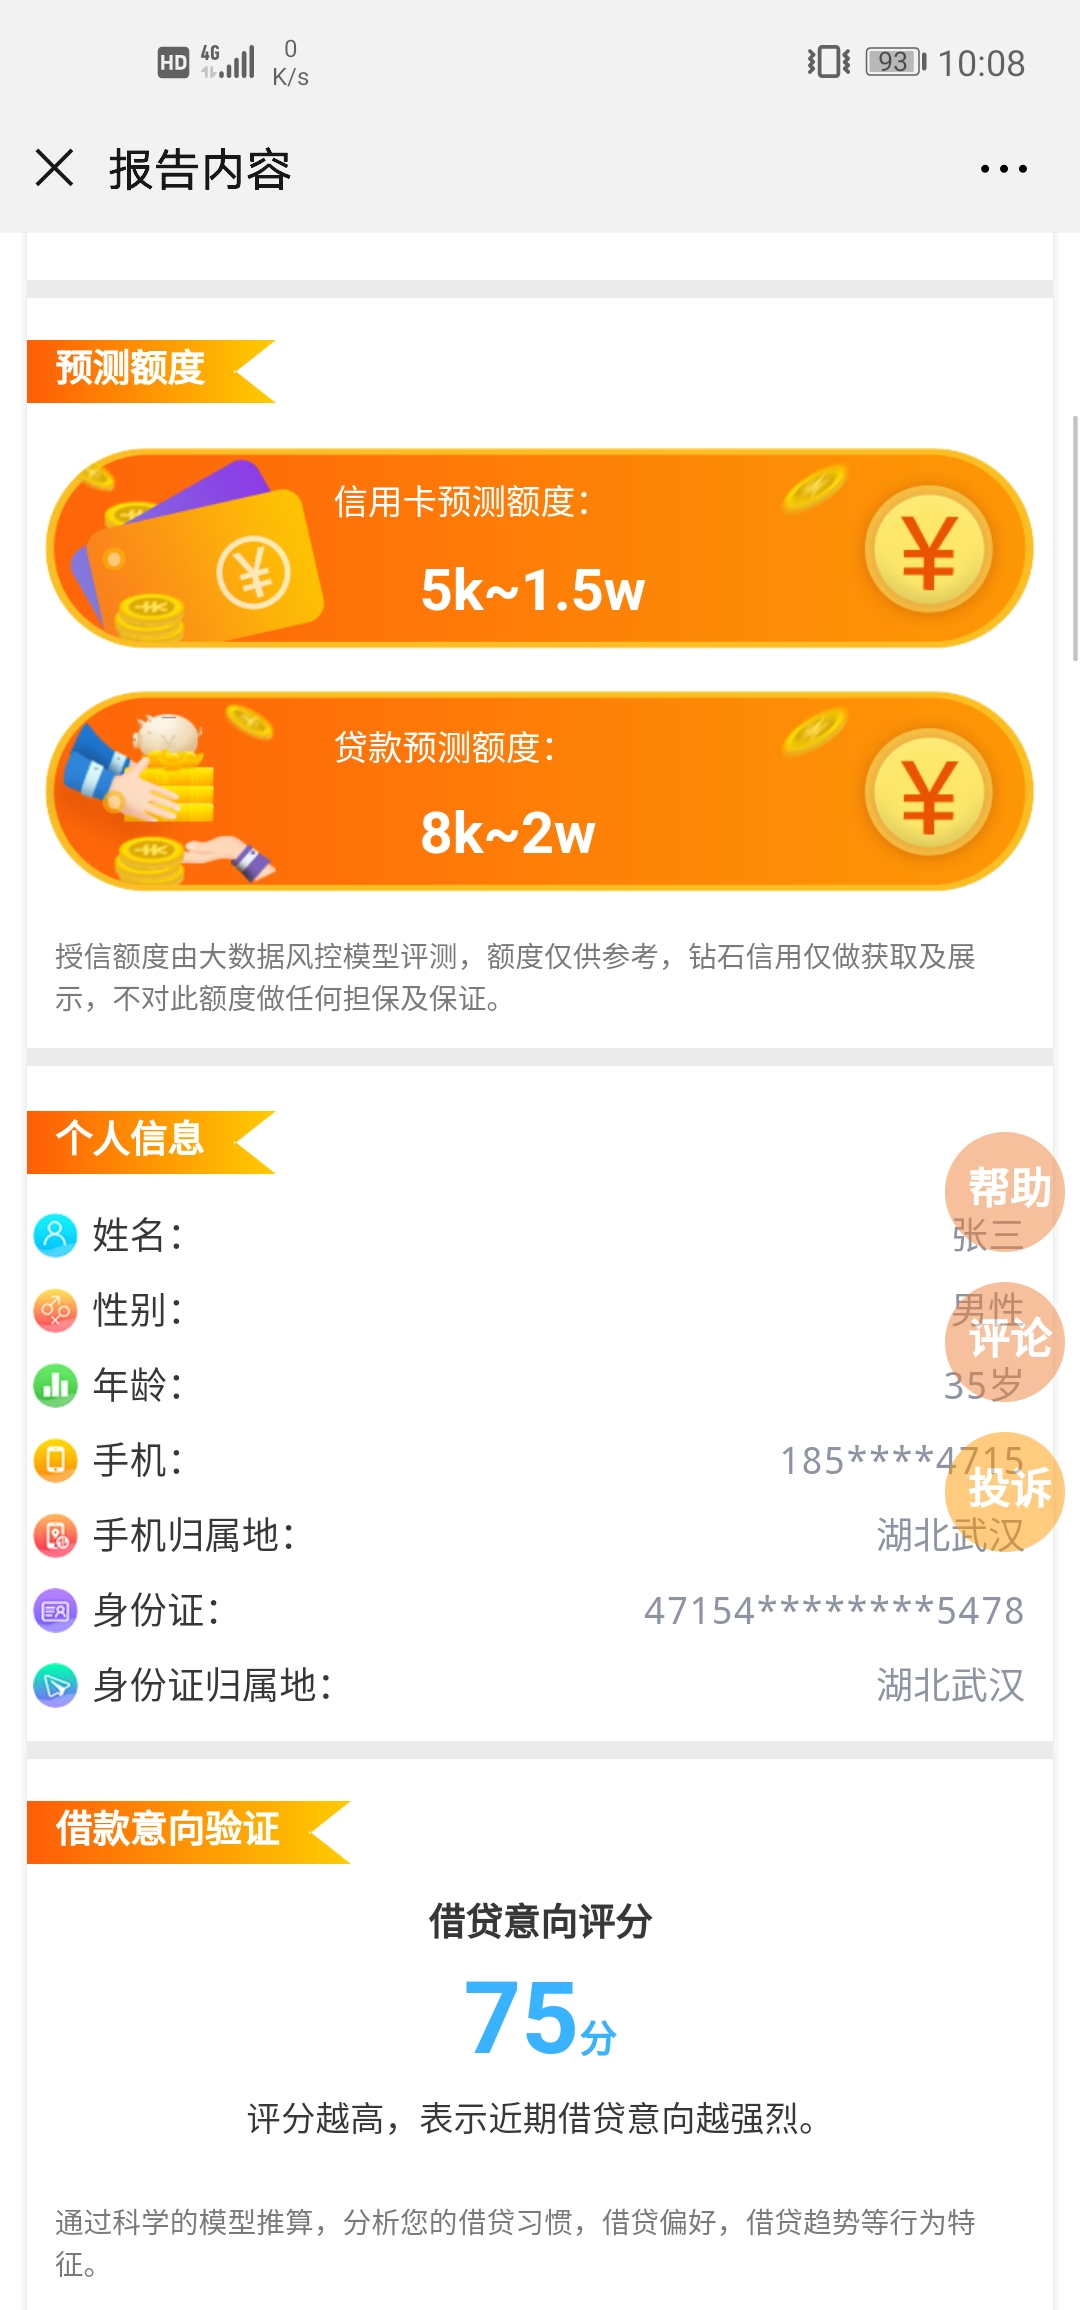 HD 4G 0 K/s 93 10:08
报告内容
预测额度
信用卡预测额度：
5k~1.5w
贷款预测额度：
8k~2w
授信额度由大数据风控模型评测，额度仅供参考，钻石信用仅做获取及展
示，不对此额度做任何担保及保证。
个人信息
帮助
姓名： 张三
性别： 男性
评论
年龄： 35岁
手机： 185****4715
投诉
手机归属地： 湖北武汉
身份证： 47154********5478
身份证归属地： 湖北武汉
借款意向验证
借贷意向评分
75分
评分越高，表示近期借贷意向越强烈。
通过科学的模型推算，分析您的借贷习惯，借贷偏好，借贷趋势等行为特
征。